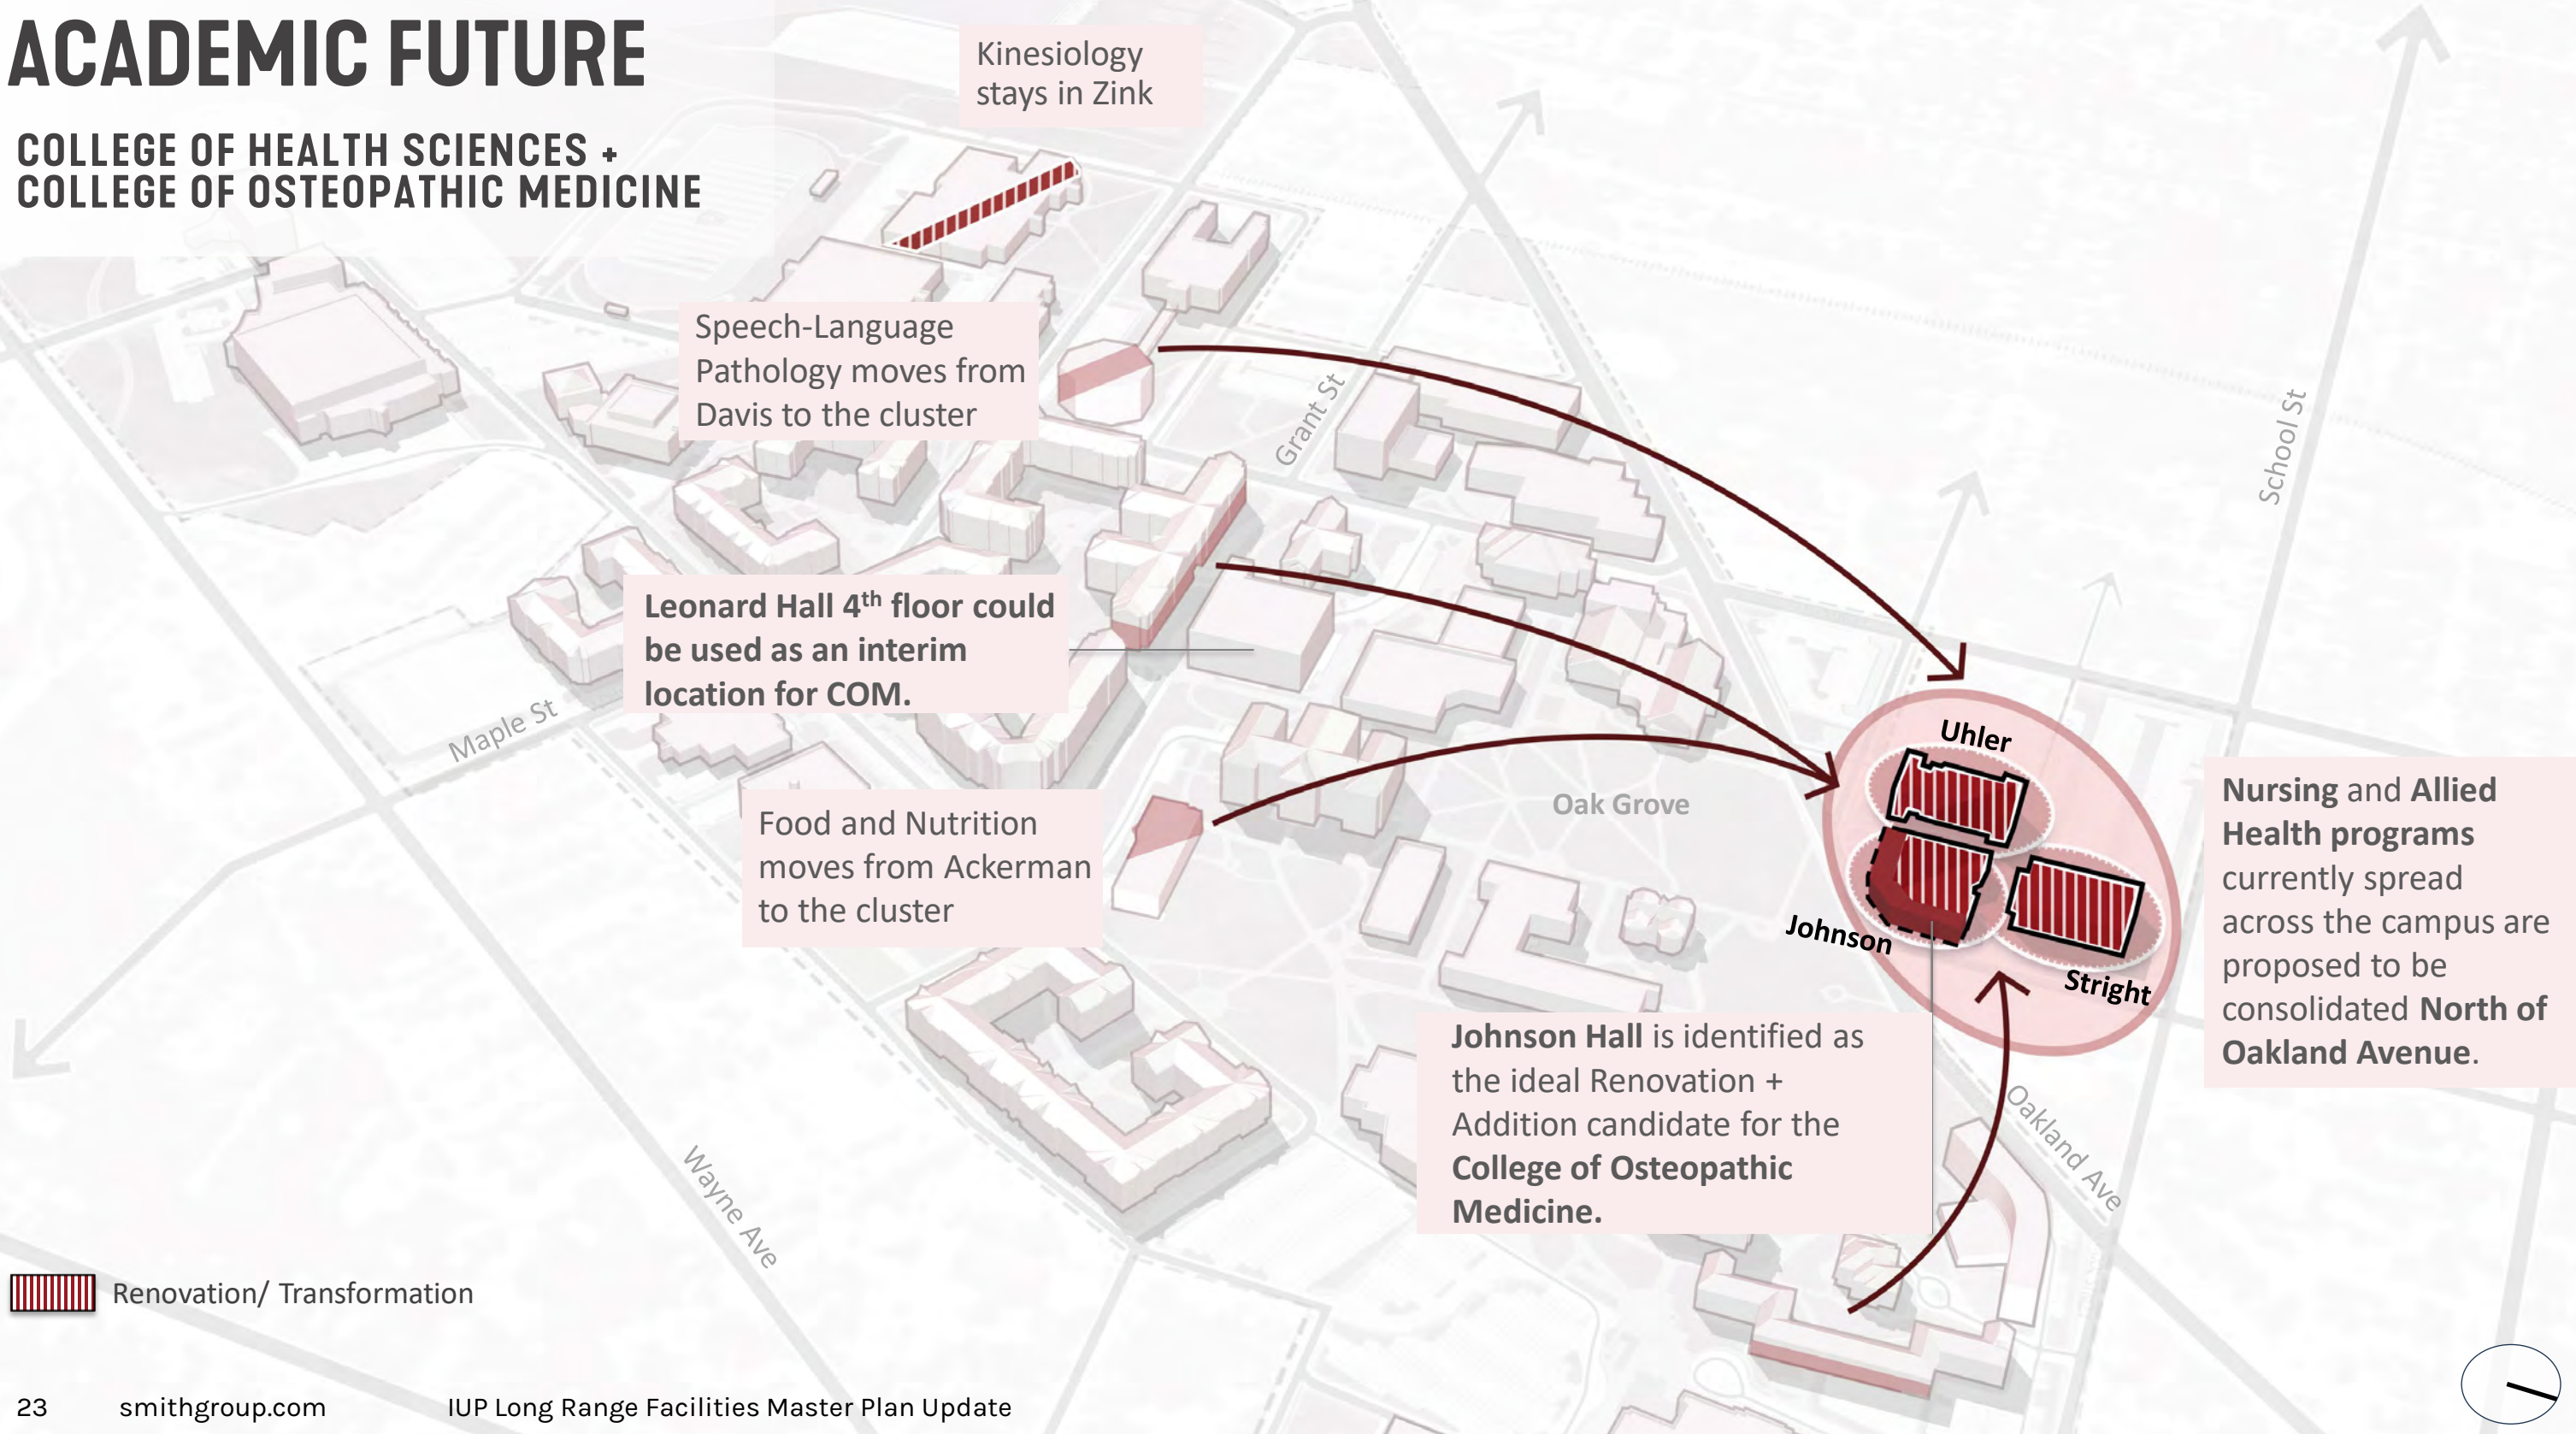 ACADEMIC FUTURE
COLLEGE OF HEALTH SCIENCES +
COLLEGE OF OSTEOPATHIC MEDICINE
Kinesiology
stays in Zink
Speech-Language
Pathology moves from
Davis to the cluster
Grant St
School St
Leonard Hall 4th floor could
be used as an interim
location for COM.
Maple St
Food and Nutrition
moves from Ackerman
to the cluster
Oak Grove
Uhler
Johnson
Stright
Nursing and Allied
Health programs
currently spread
across the campus are
proposed to be
consolidated North of
Oakland Avenue.
Johnson Hall is identified as
the ideal Renovation +
Addition candidate for the
College of Osteopathic
Medicine.
Oakland Ave
Wayne Ave
Renovation/ Transformation
23
smithgroup.com
IUP Long Range Facilities Master Plan Update